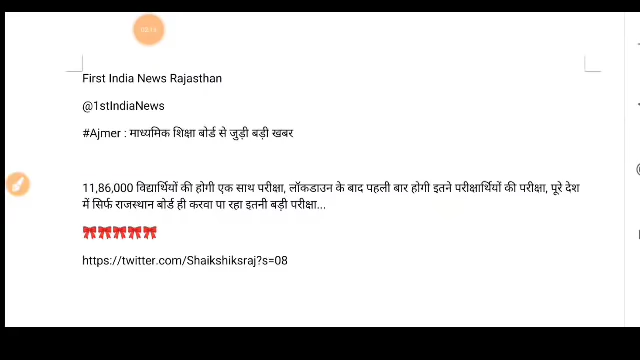 First India News Rajasthan
@1stIndiaNews
#Ajmer : माध्यमिक शिक्षा बोर्ड से जुड़ी बड़ी खबर
11,86,000 विद्यार्थियों की होगी एक साथ परीक्षा, लॉकडाउन के बाद पहली बार होगी इतने परीक्षार्थियों की परीक्षा, पूरे देश
में सिर्फ राजस्थान बोर्ड ही करवा पा रहा इतनी बड़ी परीक्षा...
🎀🎀🎀🎀🎀
https://twitter.com/Shaikshiksraj?s=08